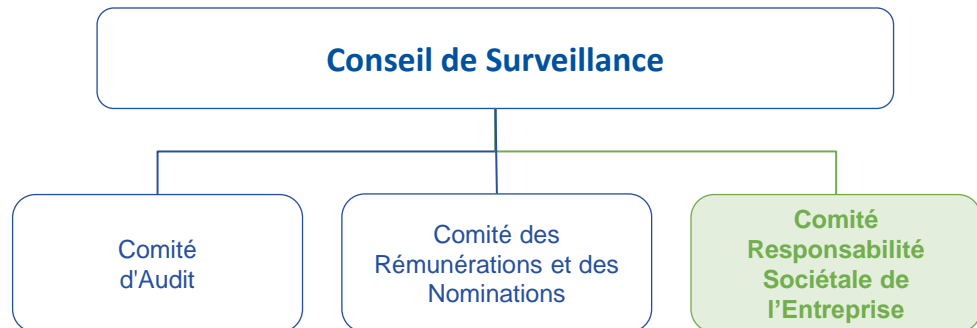 Conseil de Surveillance
Comité
d'Audit
Comité des
Rémunérations et des
Nominations
Comité
Responsabilité
Sociétale de
l’Entreprise